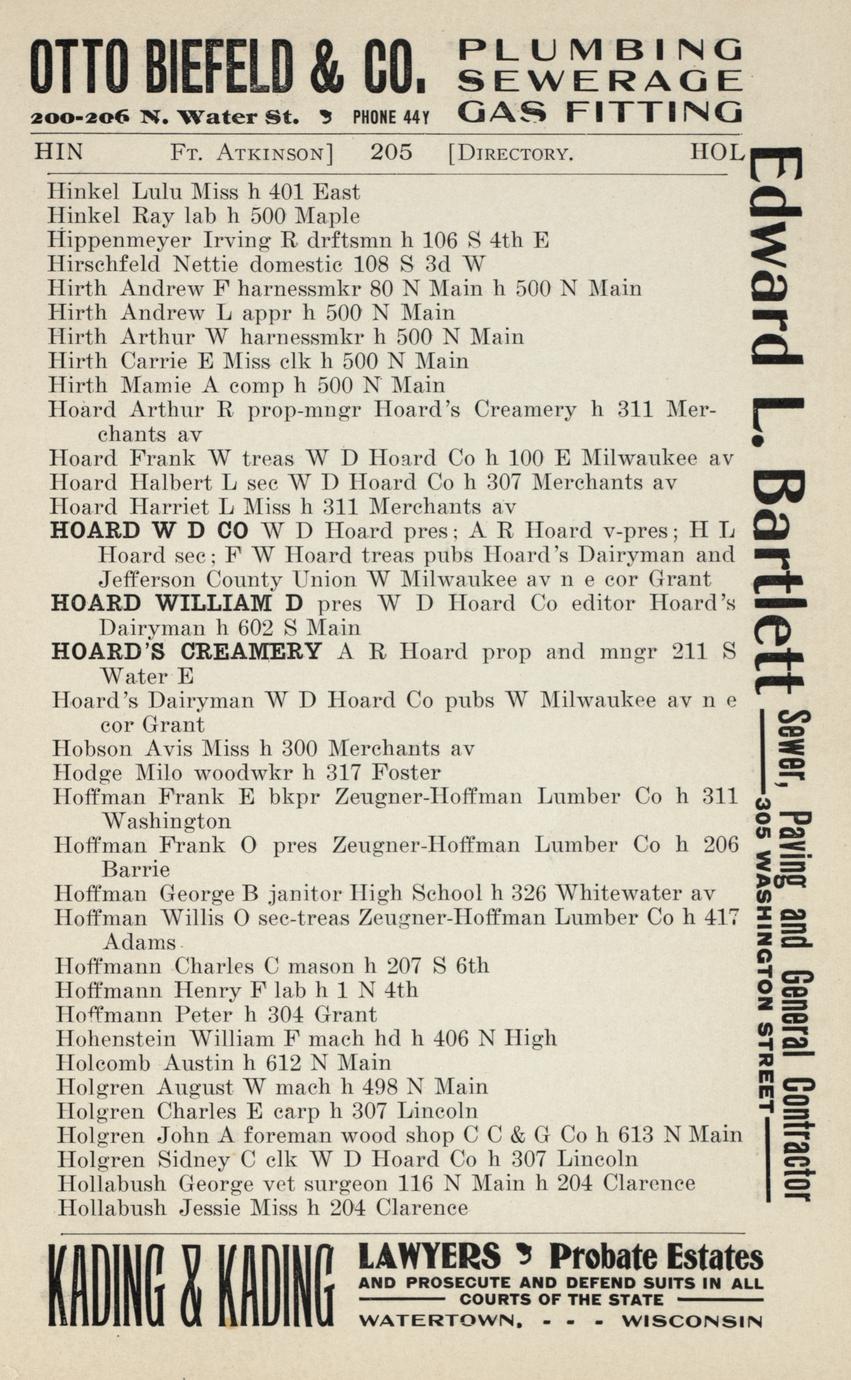 OTTO BIEFELD & CO.
200-206 N. Water St. PHONE 44Y
PLUMBING
SEWERAGE
GAS FITTING
HIN FT. ATKINSON] 205 [DIRECTORY. HOL
Hinkel Lulu Miss h 401 East
Hinkel Ray lab h 500 Maple
Hippenmeyer Irving R drftsmn h 106 S 4th E
Hirschfeld Nettie domestic 108 S 3d W
Hirth Andrew F harnessmkr 80 N Main h 500 N Main
Hirth Andrew L appr h 500 N Main
Hirth Arthur W harnessmkr h 500 N Main
Hirth Carrie E Miss clk h 500 N Main
Hirth Mamie A comp h 500 N Main
Hoard Arthur R prop-mngr Hoard's Creamery h 311 Mer-
chants av
Hoard Frank W treas W D Hoard Co h 100 E Milwaukee av
Hoard Halbert L sec W D Hoard Co h 307 Merchants av
Hoard Harriet L Miss h 311 Merchants av
HOARD W D CO W D Hoard pres; A R Hoard v-pres; H L
Hoard sec; F W Hoard treas pubs Hoard's Dairyman and
Jefferson County Union W Milwaukee av n e cor Grant
HOARD WILLIAM D pres W D Hoard Co editor Hoard's
Dairyman h 602 S Main
HOARD'S CREAMERY A R Hoard prop and mngr 211 S
Water E
Hoard's Dairyman W D Hoard Co pubs W Milwaukee av n e
cor Grant
Hobson Avis Miss h 300 Merchants av
Hodge Milo woodwkr h 317 Foster
Hoffman Frank E bkpr Zeugner-Hoffman Lumber Co h 311
Washington
Hoffman Frank O pres Zeugner-Hoffman Lumber Co h 206
Barrie
Hoffman George B janitor High School h 326 Whitewater av
Hoffman Willis O sec-treas Zeugner-Hoffman Lumber Co h 417
Adams
Hoffmann Charles C mason h 207 S 6th
Hoffmann Henry F lab h 1 N 4th
Hoffmann Peter h 304 Grant
Hohenstein William F mach hd h 406 N High
Holcomb Austin h 612 N Main
Holgren August W mach h 498 N Main
Holgren Charles E carp h 307 Lincoln
Holgren John A foreman wood shop C C & G Co h 613 N Main
Holgren Sidney C clk W D Hoard Co h 307 Lincoln
Hollabush George vet surgeon 116 N Main h 204 Clarence
Hollabush Jessie Miss h 204 Clarence
Edward L. Bartlett
Sewer, Paving and General Contractor
305 WASHINGTON STREET
KADING & KADING
LAWYERS Probate Estates
AND PROSECUTE AND DEFEND SUITS IN ALL
COURTS OF THE STATE
WATERTOWN, - - - WISCONSIN